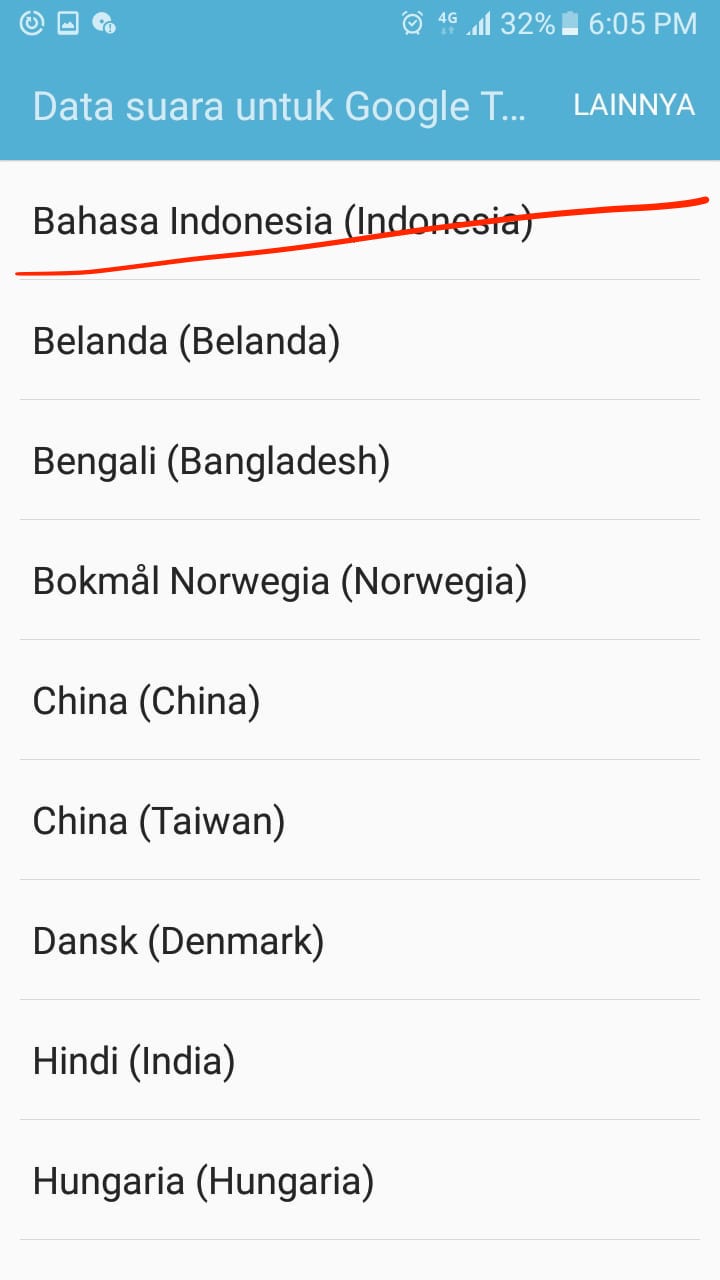 4G 32% 6:05 PM
Data suara untuk Google T... LAINNYA
Bahasa Indonesia (Indonesia)
Belanda (Belanda)
Bengali (Bangladesh)
Bokmål Norwegia (Norwegia)
China (China)
China (Taiwan)
Dansk (Denmark)
Hindi (India)
Hungaria (Hungaria)